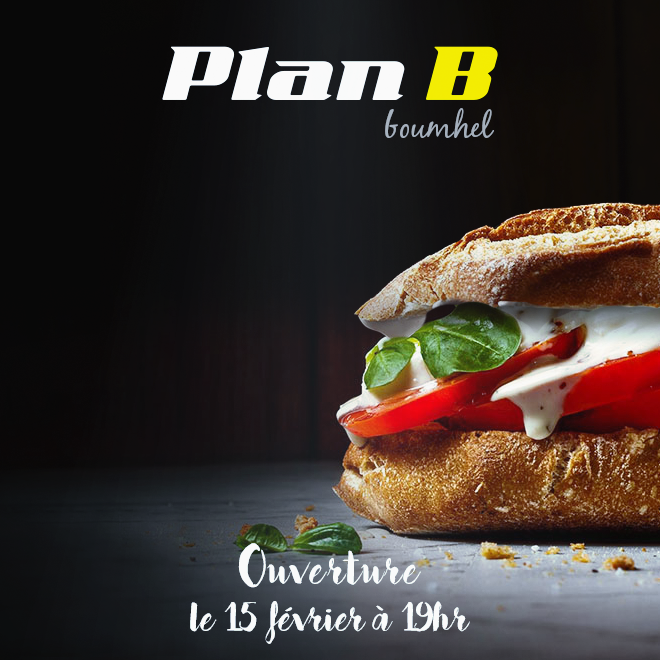 Plan B
boumhel
Ouverture
le 15 février à 19hr